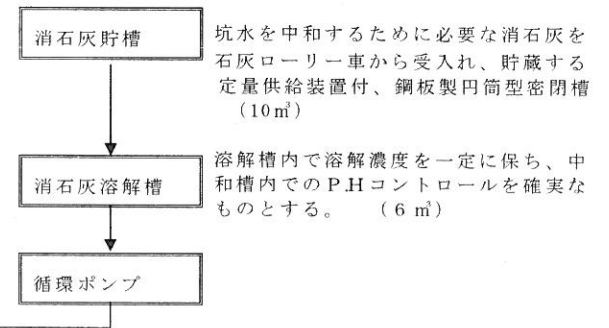 消石灰貯槽
坑水を中和するために必要な消石灰を
石灰ローリー車から受入れ、貯蔵する
定量供給装置付、鋼板製円筒型密閉槽
(10㎥)
消石灰溶解槽
溶解槽内で溶解濃度を一定に保ち、中
和槽内でのP.Hコントロールを確実な
ものとする。 (6㎥)
循環ポンプ